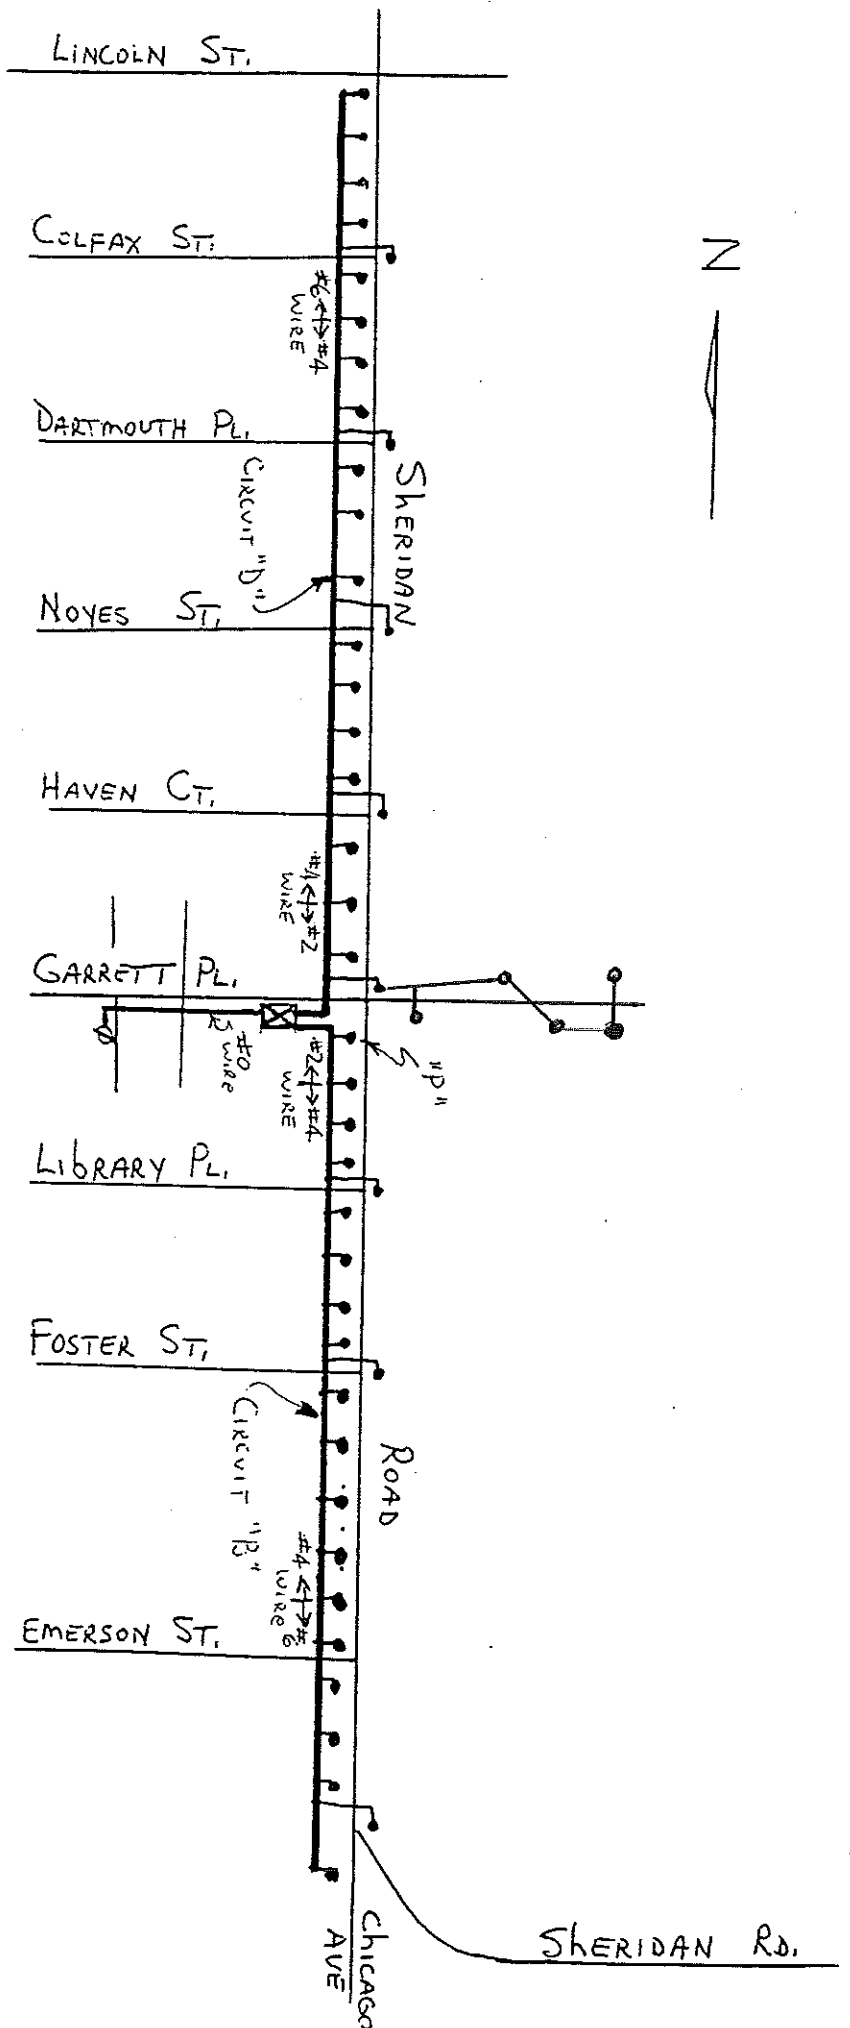 LINCOLN ST.
COLFAX ST.
N
#6 #4
WIRE
DARTMOUTH PL.
SHERIDAN
CIRCUIT "D"
NOYES ST.
HAVEN CT.
#2
WIRE
GARRETT PL.
#0
WIRE
"P"
#2 #4
WIRE
LIBRARY PL.
FOSTER ST.
CIRCUIT "B"
ROAD
#4 #6
WIRE
EMERSON ST.
CHICAGO
AVE
SHERIDAN RD.